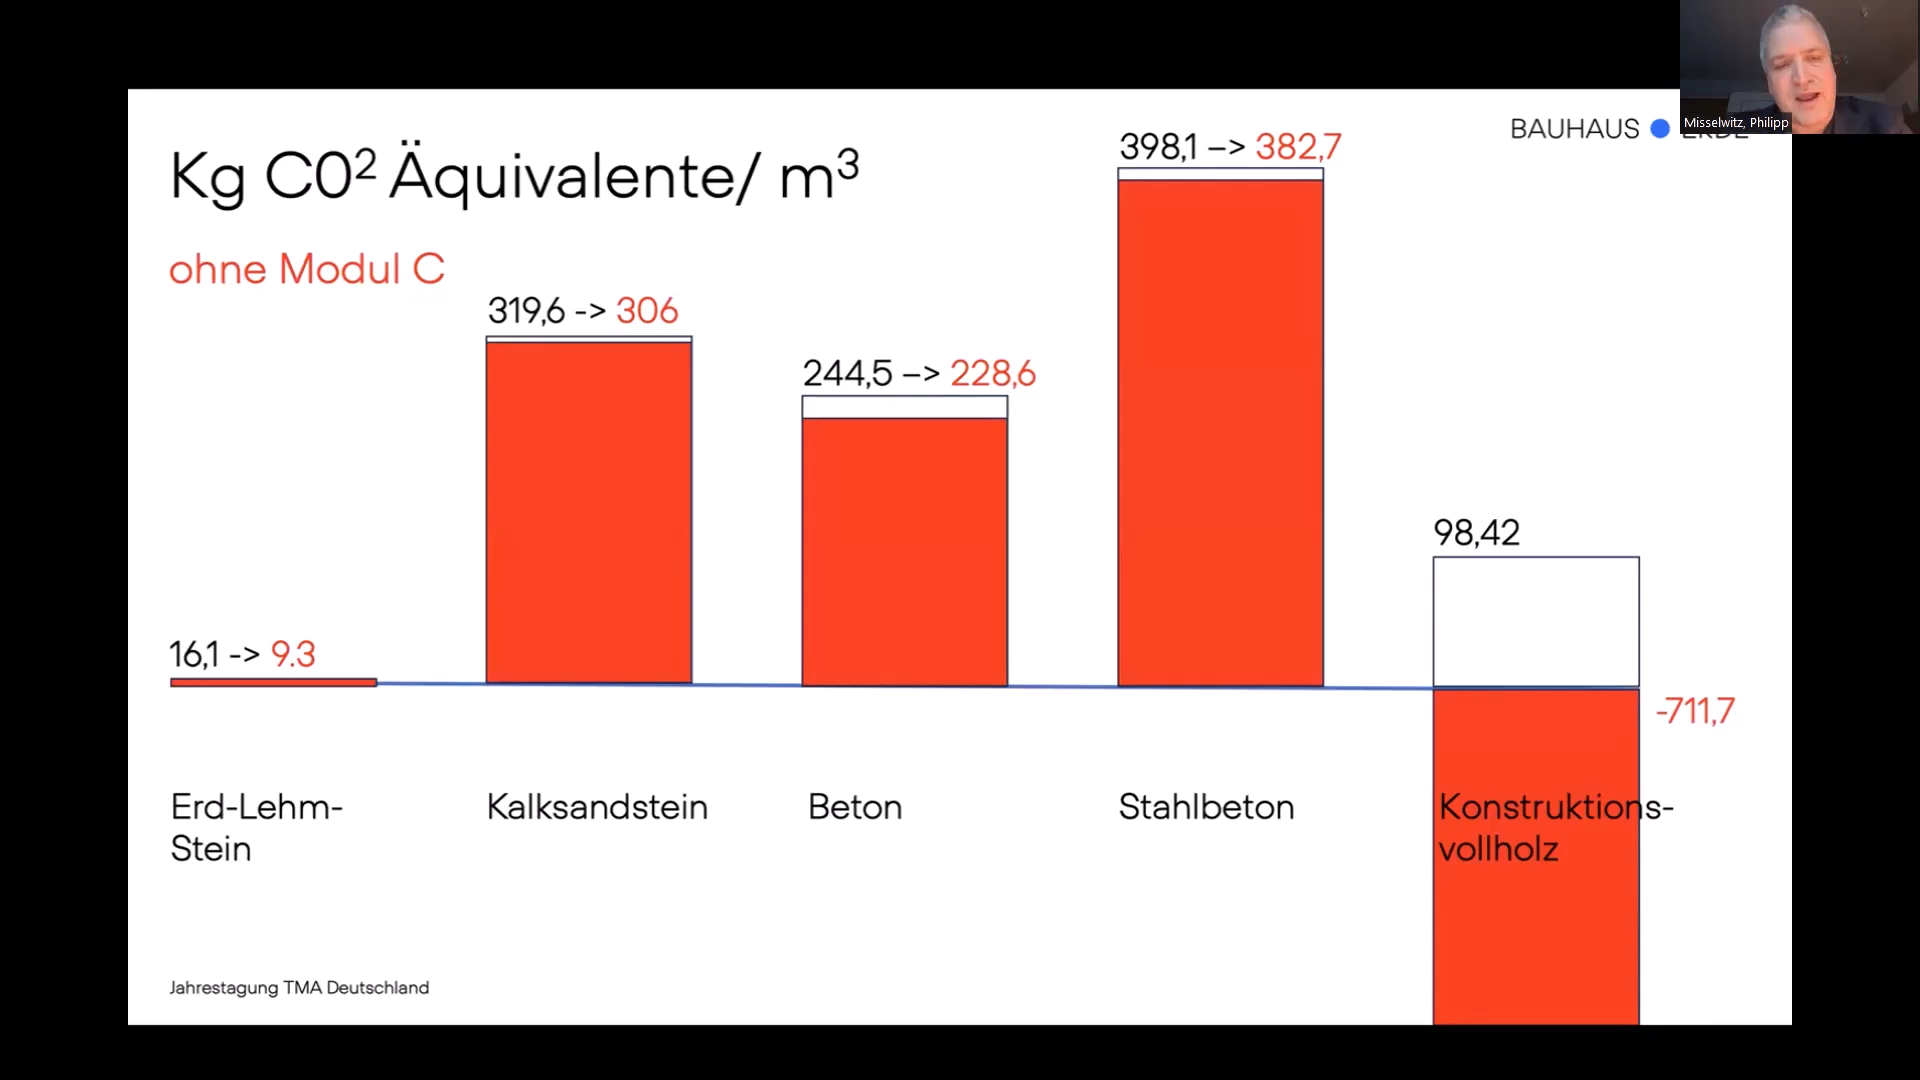 Kg C0² Äquivalente/ m³
ohne Modul C
BAUHAUS
Misselwitz, Philipp
398,1 –> 382,7
319,6 -> 306
244,5 –> 228,6
98,42
16,1 -> 9.3
-711,7
Erd-Lehm-
Stein
Kalksandstein
Beton
Stahlbeton
Konstruktions-
vollholz
Jahrestagung TMA Deutschland